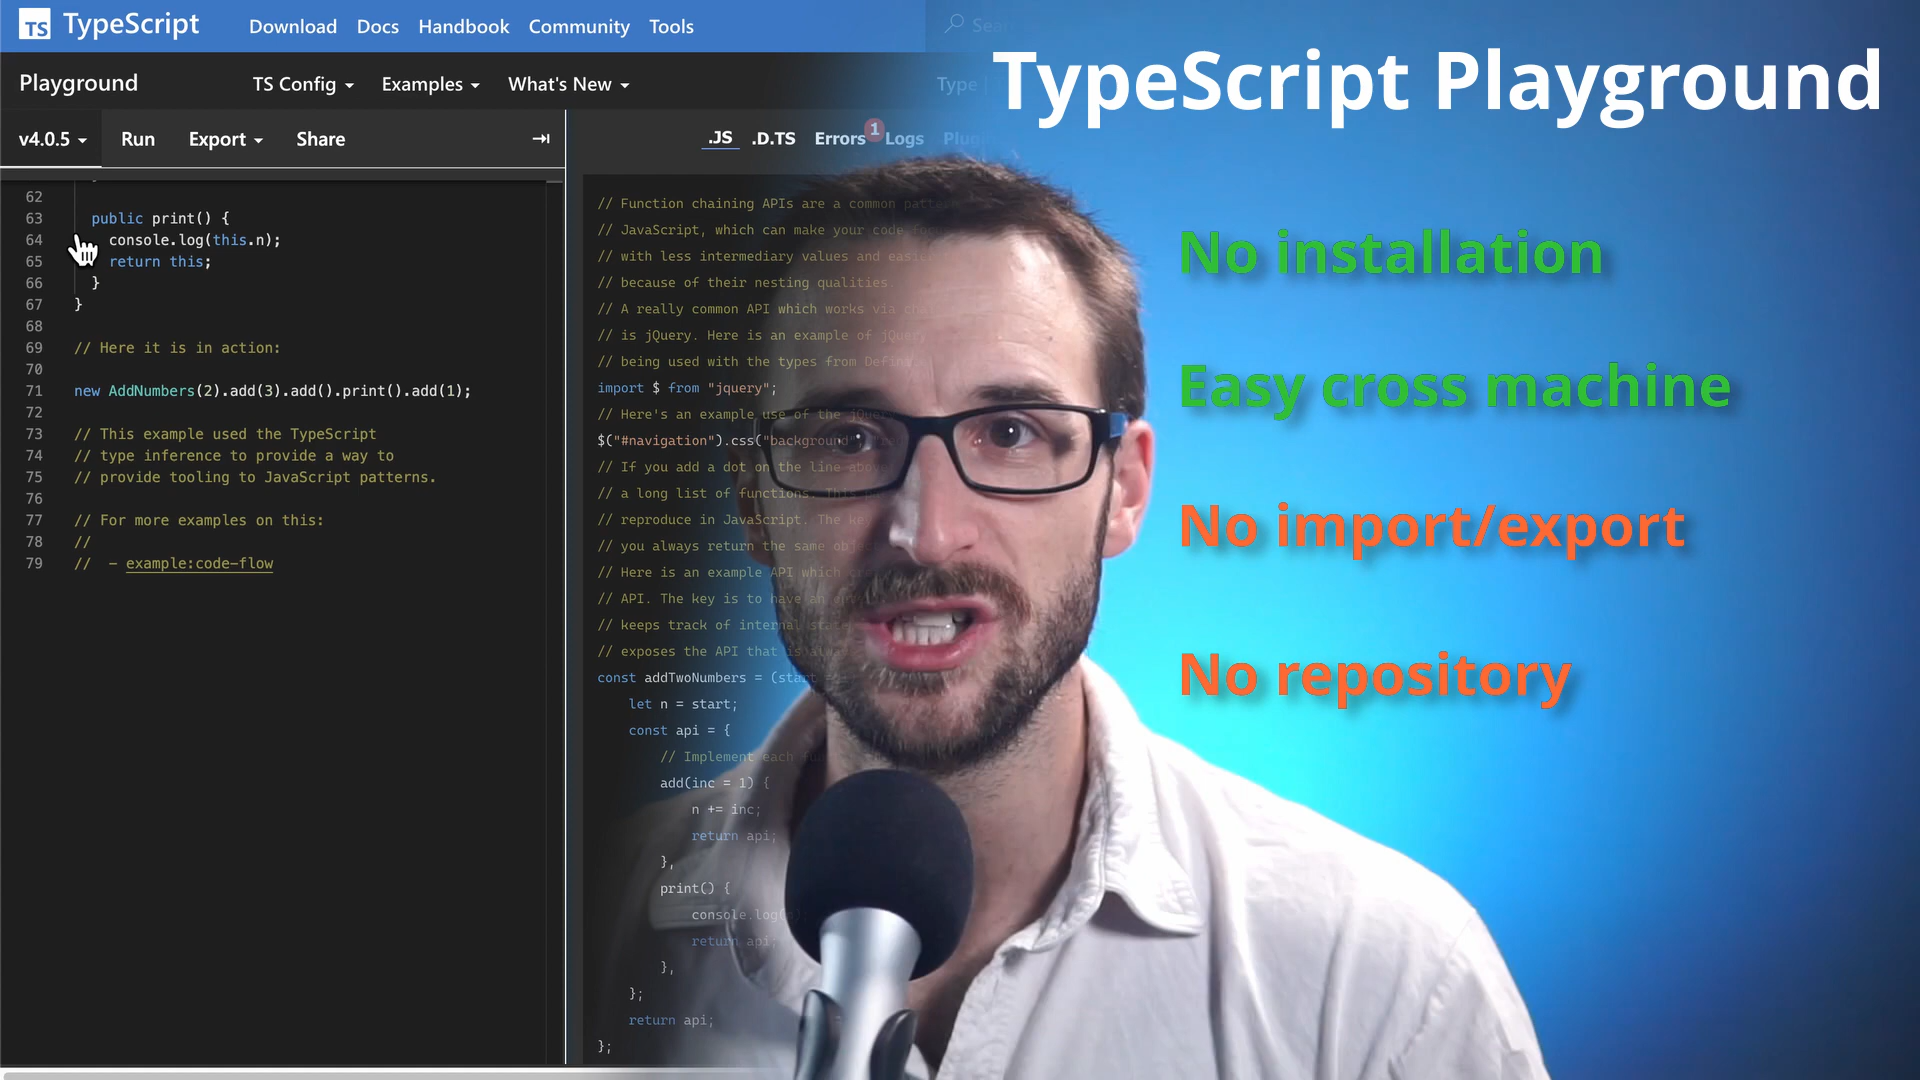 TS TypeScript
Download Docs Handbook Community Tools
TypeScript Playground
Playground
TS Config Examples What's New
Type
v4.0.5 Run Export Share
.JS .D.TS Errors 1 Logs
62
63 public print() {
64 console.log(this.n);
65 return this;
66 }
67 }
68
69 // Here it is in action:
70
71 new AddNumbers(2).add(3).add().print().add(1);
72
73 // This example used the TypeScript
74 // type inference to provide a way to
75 // provide tooling to JavaScript patterns.
76
77 // For more examples on this:
78 //
79 // - example:code-flow
// Function chaining APIs are a common
// JavaScript, which can make your code
// with less intermediary values and
// because of their nesting qualities.
// A really common API which works via
// is jQuery. Here is an example of
// being used with the types from
import $ from "jquery";
// Here's an example use of the
$("#navigation").css("background"
// If you add a dot on the line above
// a long list of functions.
// reproduce in JavaScript. The
// you always return the same
// Here is an example API which
// API. The key is to have an
// keeps track of internal
// exposes the API that is
const addTwoNumbers = (start
let n = start;
const api = {
// Implement each
add(inc = 1) {
n += inc;
return api;
},
print() {
console.log(n);
return api;
},
};
return api;
};
No installation
Easy cross machine
No import/export
No repository